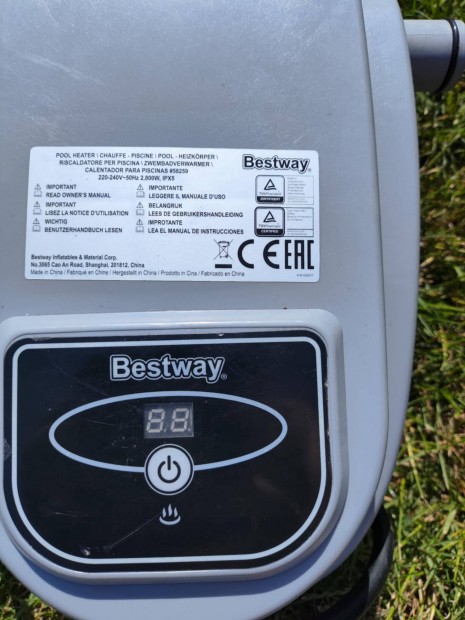 POOL HEATER \ CHAUFFE - PISCINE \ POOL - HEIZKÖRPER \
RISCALDATORE PER PISCINA \ ZWEMBADVERWARMER \
CALENTADOR PARA PISCINAS #58259
220-240V~50Hz 2,800W, IPX5
Bestway®
IMPORTANT
READ OWNER'S MANUAL
IMPORTANT
LISEZ LA NOTICE D'UTILISATION
WICHTIG
BENUTZERHANDBUCH LESEN
IMPORTANTE
LEGGERE IL MANUALE D'USO
BELANGRIJK
LEES DE GEBRUIKERSHANDLEIDING
IMPROTANTE
LEA EL MANUAL DE INSTRUCCIONES
CE EAC
Bestway Inflatables & Material Corp.
No.3065 Cao An Road, Shanghai, 201812, China
Made in China / Fabriqué en Chine / Hergestellt in China / Prodotto in Cina / Fabricado en China
Bestway®